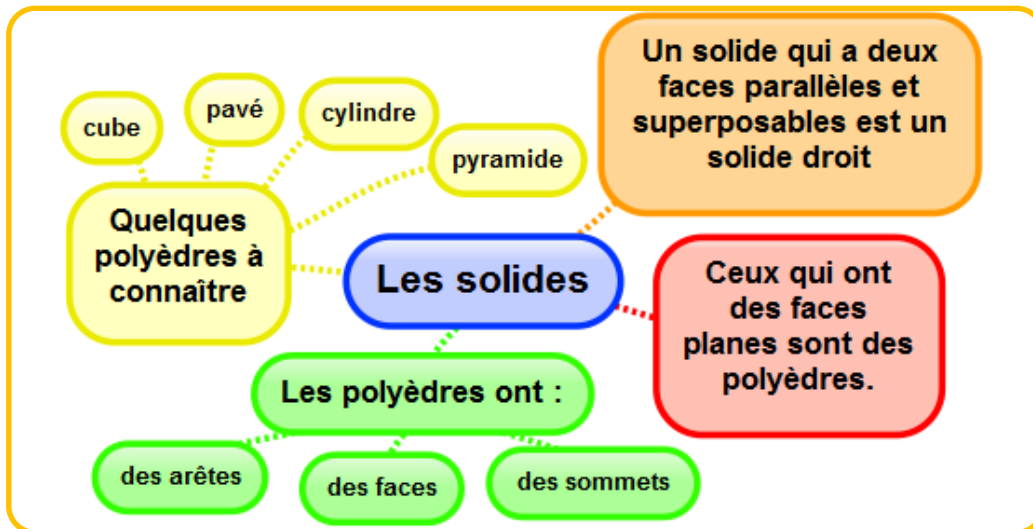 Un solide qui a deux
faces parallèles et
superposables est un
solide droit
cube
pavé
cylindre
pyramide
Quelques
polyèdres à
connaître
Les solides
Ceux qui ont
des faces
planes sont des
polyèdres.
Les polyèdres ont :
des arêtes
des faces
des sommets